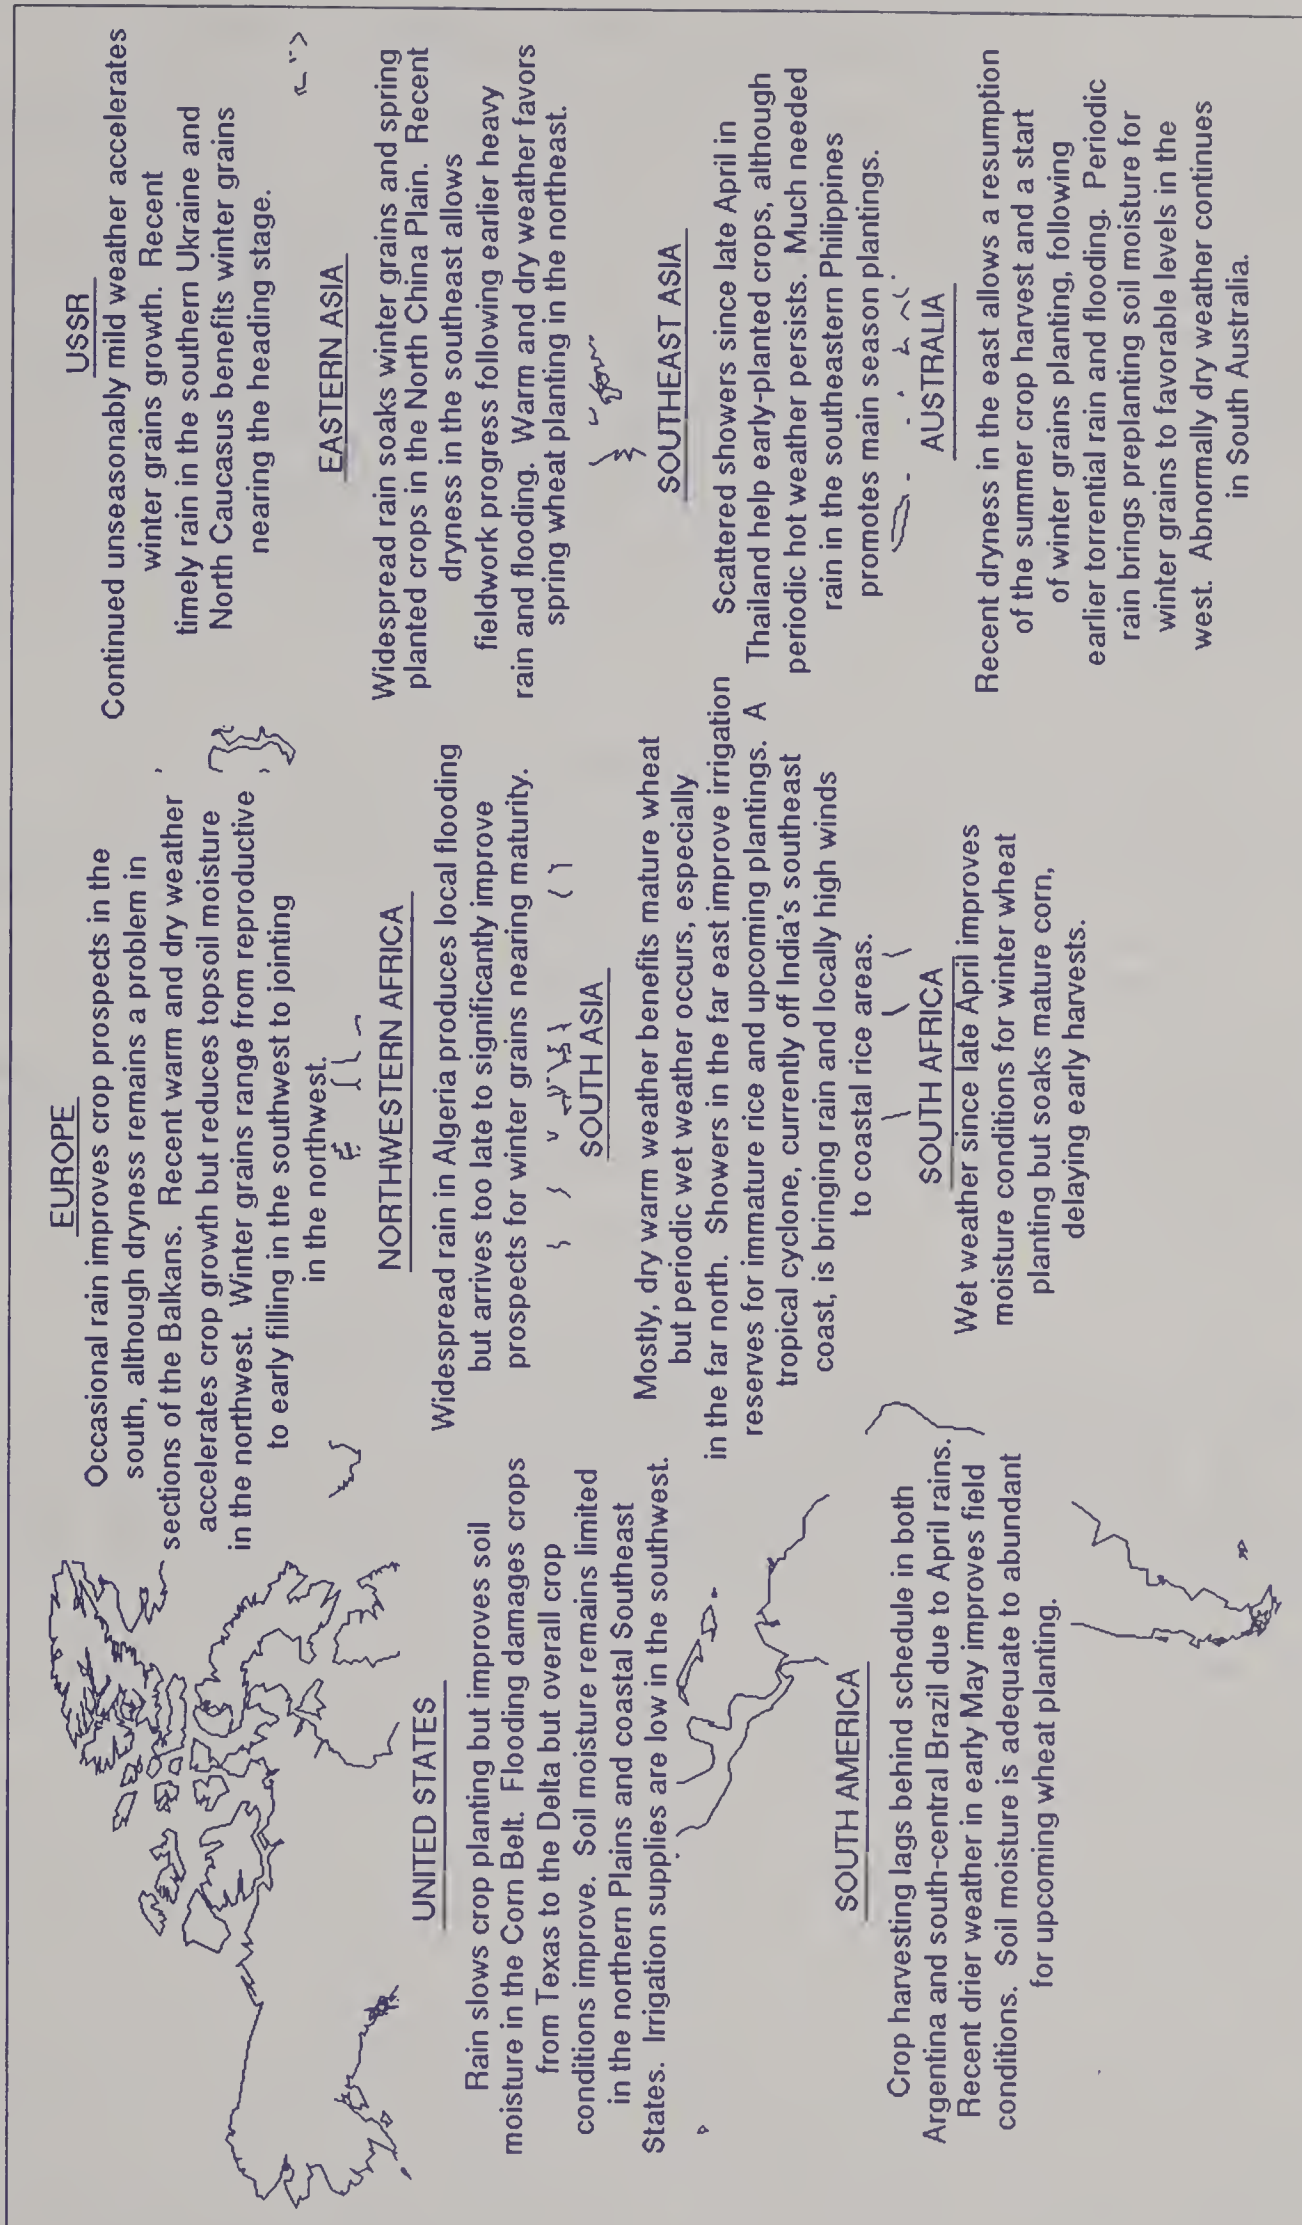 UNITED STATES
Rain slows crop planting but improves soil
moisture in the Corn Belt. Flooding damages crops
from Texas to the Delta but overall crop
conditions improve. Soil moisture remains limited
in the northern Plains and coastal Southeast
States. Irrigation supplies are low in the southwest.
SOUTH AMERICA
Crop harvesting lags behind schedule in both
Argentina and south-central Brazil due to April rains.
Recent drier weather in early May improves field
conditions. Soil moisture is adequate to abundant
for upcoming wheat planting.
EUROPE
Occasional rain improves crop prospects in the
south, although dryness remains a problem in
sections of the Balkans. Recent warm and dry weather
accelerates crop growth but reduces topsoil moisture
in the northwest. Winter grains range from reproductive
to early filling in the southwest to jointing
in the northwest.
NORTHWESTERN AFRICA
Widespread rain in Algeria produces local flooding
but arrives too late to significantly improve
prospects for winter grains nearing maturity.
SOUTH ASIA
Mostly, dry warm weather benefits mature wheat
but periodic wet weather occurs, especially
in the far north. Showers in the far east improve irrigation
reserves for immature rice and upcoming plantings. A
tropical cyclone, currently off India's southeast
coast, is bringing rain and locally high winds
to coastal rice areas.
SOUTH AFRICA
Wet weather since late April improves
moisture conditions for winter wheat
planting but soaks mature corn,
delaying early harvests.
USSR
Continued unseasonably mild weather accelerates
winter grains growth. Recent
timely rain in the southern Ukraine and
North Caucasus benefits winter grains
nearing the heading stage.
EASTERN ASIA
Widespread rain soaks winter grains and spring
planted crops in the North China Plain. Recent
dryness in the southeast allows
fieldwork progress following earlier heavy
rain and flooding. Warm and dry weather favors
spring wheat planting in the northeast.
SOUTHEAST ASIA
Scattered showers since late April in
Thailand help early-planted crops, although
periodic hot weather persists. Much needed
rain in the southeastern Philippines
promotes main season plantings.
AUSTRALIA
Recent dryness in the east allows a resumption
of the summer crop harvest and a start
of winter grains planting, following
earlier torrential rain and flooding. Periodic
rain brings preplanting soil moisture for
winter grains to favorable levels in the
west. Abnormally dry weather continues
in South Australia.